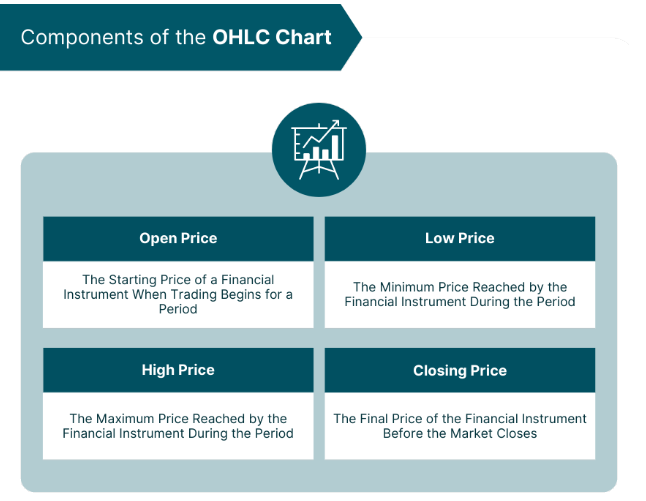 Components of the OHLC Chart
Open Price
The Starting Price of a Financial
Instrument When Trading Begins for a
Period
Low Price
The Minimum Price Reached by the
Financial Instrument During the Period
High Price
The Maximum Price Reached by the
Financial Instrument During the Period
Closing Price
The Final Price of the Financial Instrument
Before the Market Closes